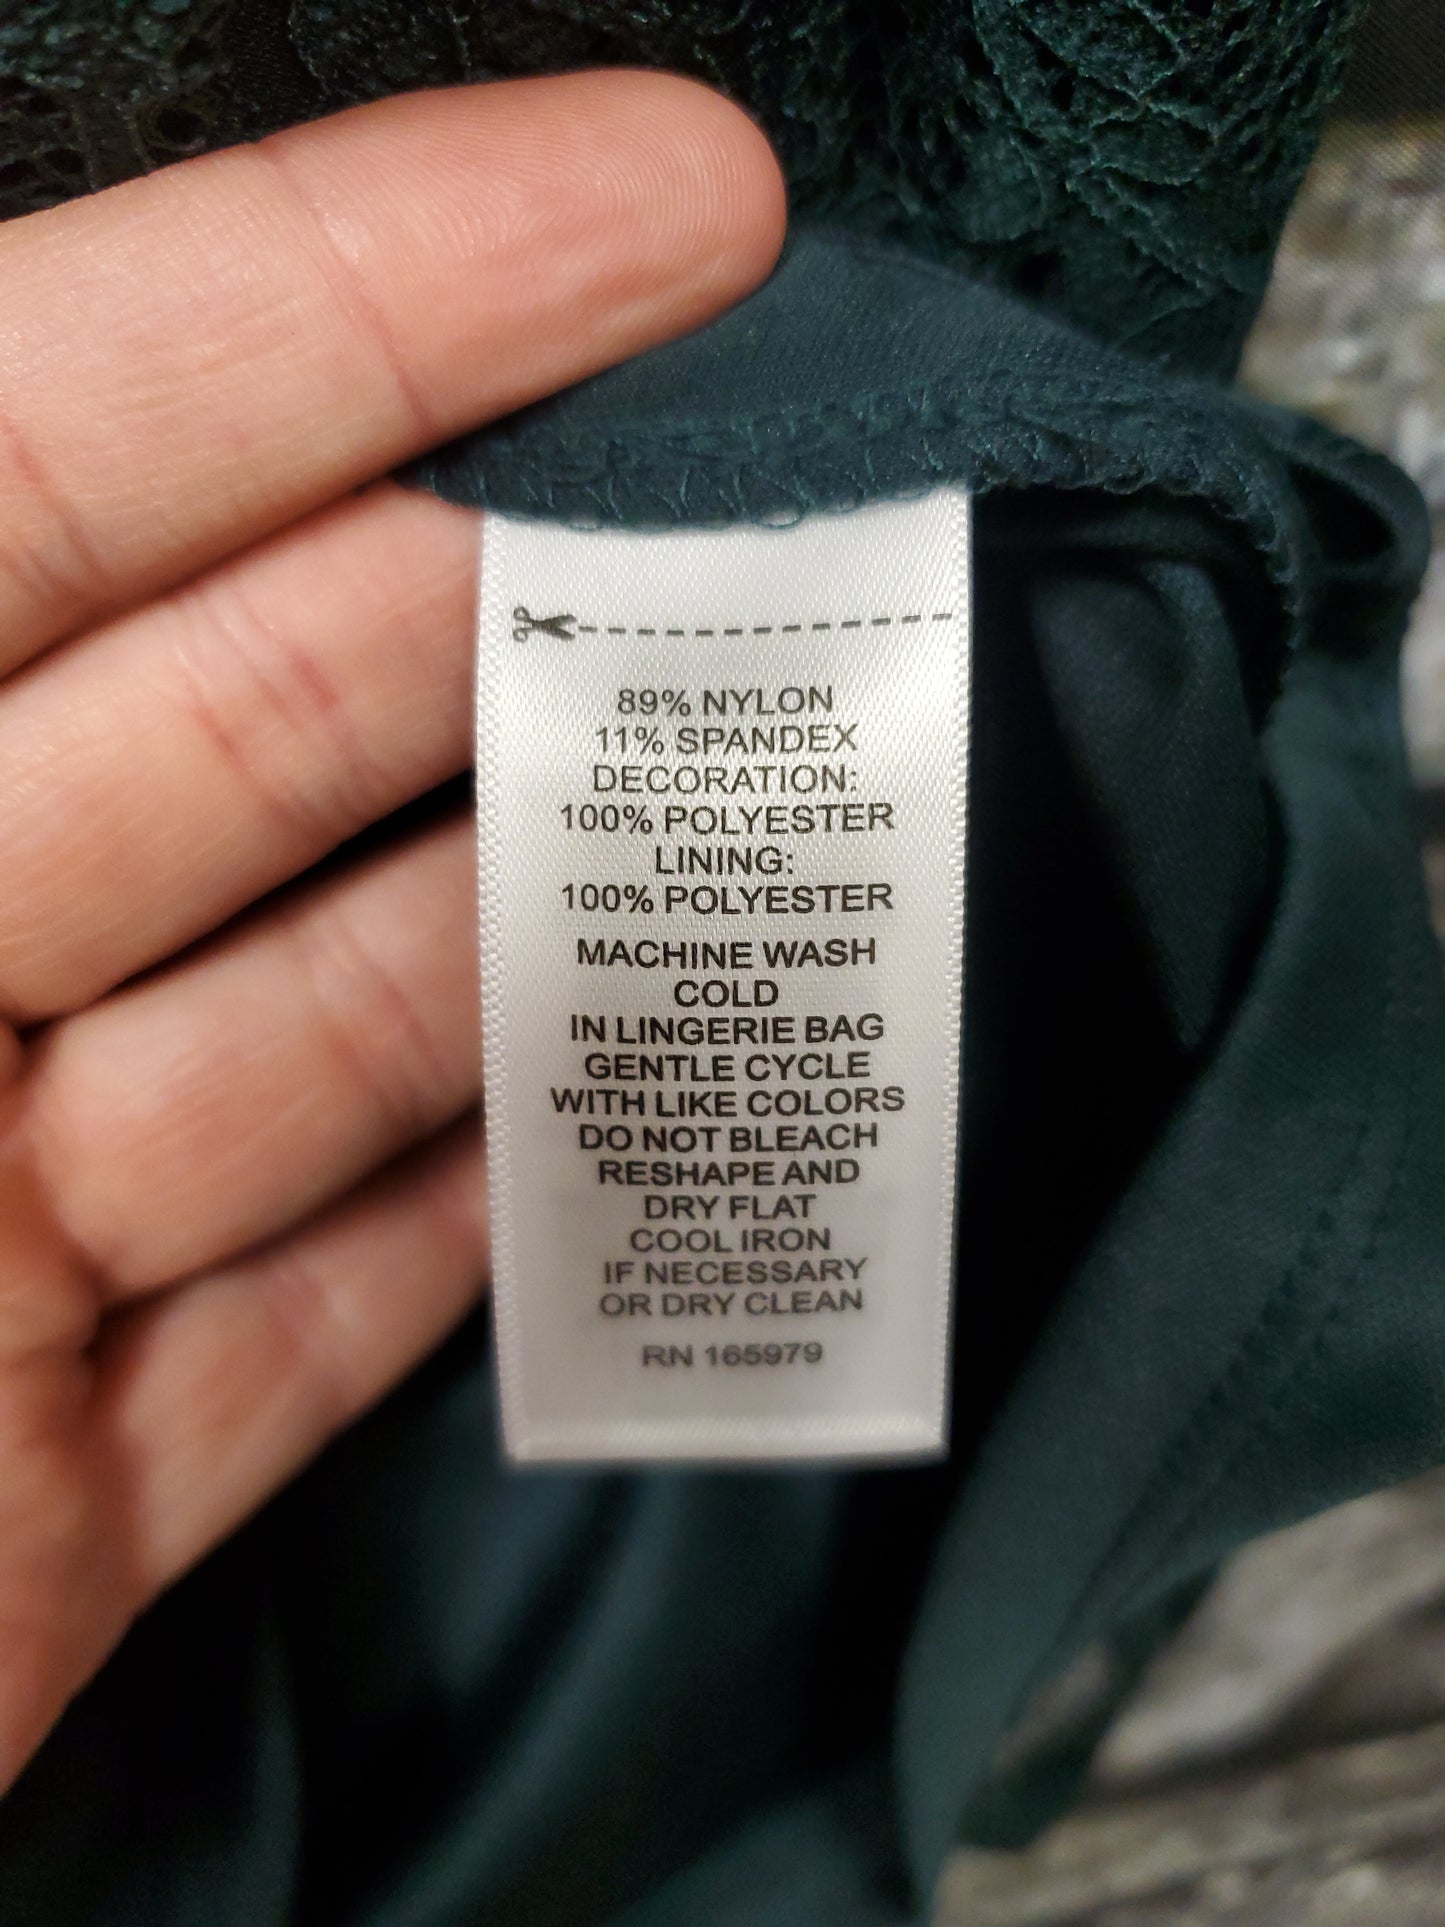 89% NYLON
11% SPANDEX
DECORATION:
100% POLYESTER
LINING:
100% POLYESTER
MACHINE WASH
COLD
IN LINGERIE BAG
GENTLE CYCLE
WITH LIKE COLORS
DO NOT BLEACH
RESHAPE AND
DRY FLAT
COOL IRON
IF NECESSARY
OR DRY CLEAN
RN 165979